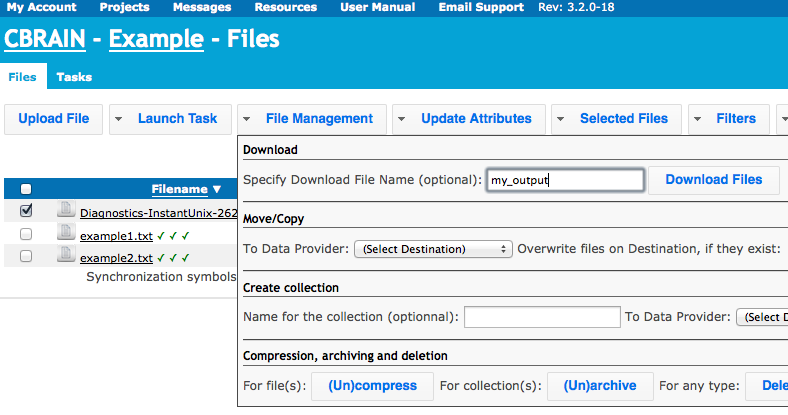 My Account Projects Messages Resources User Manual Email Support Rev: 3.2.0-18
CBRAIN - Example - Files
Files Tasks
Upload File Launch Task File Management Update Attributes Selected Files Filters
Download
Specify Download File Name (optional): my_output Download Files
Filename ▼
Diagnostics-InstantUnix-262
Move/Copy
example1.txt ✓ ✓ ✓
To Data Provider: (Select Destination) Overwrite files on Destination, if they exist:
example2.txt ✓ ✓ ✓
Synchronization symbols
Create collection
Name for the collection (optionnal): To Data Provider: (Select D
Compression, archiving and deletion
For file(s): (Un)compress For collection(s): (Un)archive For any type: Dele